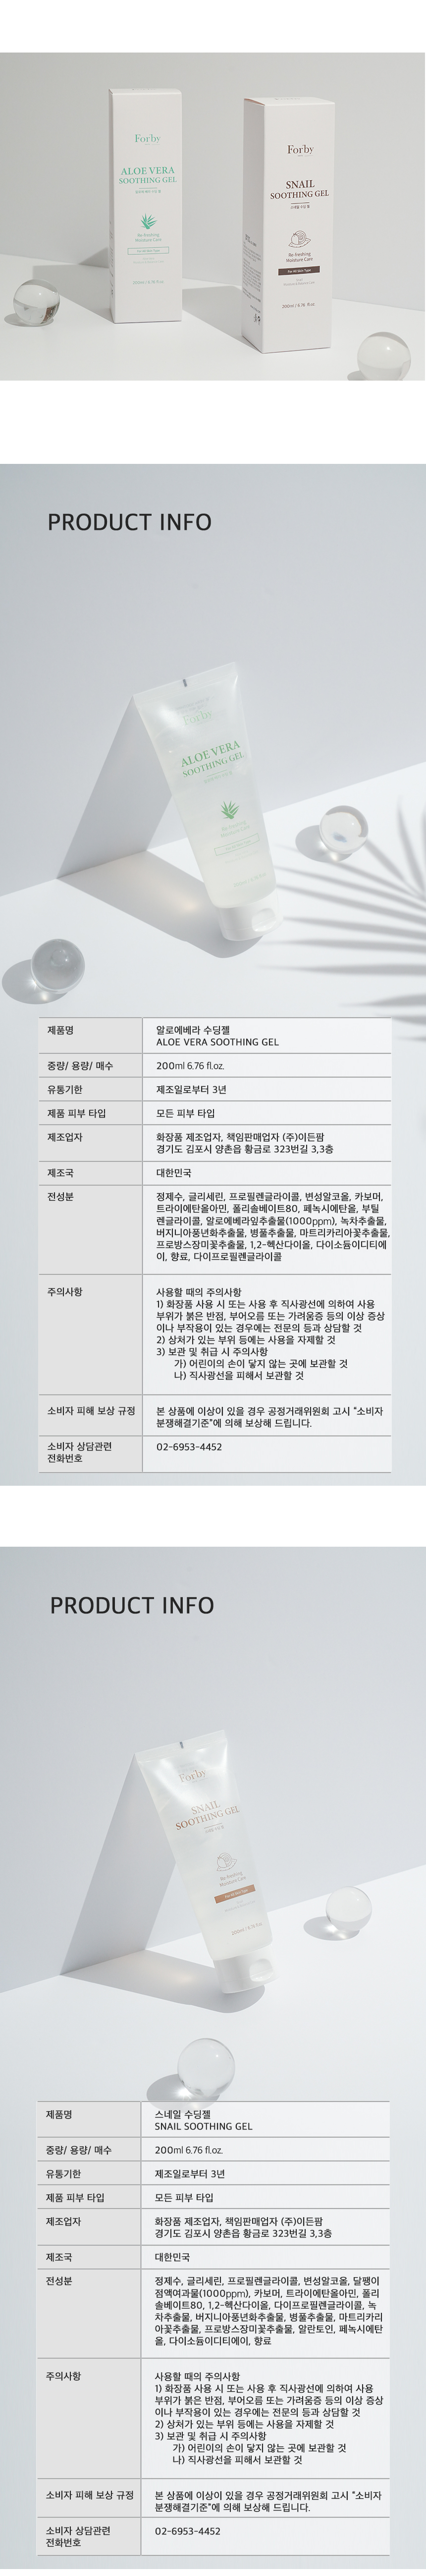 Forby
ALOE VERA
SOOTHING GEL
Re-freshing
Moisture Care
Forby
SNAIL
SOOTHING GEL
스네일 수딩 젤
Re-freshing
Moisture Care
For All Skin Type
200ml / 6.76 fl.oz.
PRODUCT INFO
Forby
ALOE VERA
SOOTHING GEL
Re-freshing
Moisture Care
제품명
알로에베라 수딩젤
ALOE VERA SOOTHING GEL
중량/ 용량/ 매수
200ml 6.76 fl.oz.
유통기한
제조일로부터 3년
제품 피부 타입
모든 피부 타입
제조업자
화장품 제조업자, 책임판매업자 (주)이든팜
경기도 김포시 양촌읍 황금로 323번길 3,3층
제조국
대한민국
전성분
정제수, 글리세린, 프로필렌글라이콜, 변성알코올, 카보머,
트라이에탄올아민, 폴리솔베이트80, 페녹시에탄올, 부틸
렌글라이콜, 알로에베라잎추출물(1000ppm), 녹차추출물,
버지니아풍년화추출물, 병풀추출물, 마트리카리아꽃추출물,
프로방스장미꽃추출물, 1,2-헥산다이올, 다이소듐이디티에
이, 향료, 다이프로필렌글라이콜
주의사항
사용할 때의 주의사항
1) 화장품 사용 시 또는 사용 후 직사광선에 의하여 사용
부위가 붉은 반점, 부어오름 또는 가려움증 등의 이상 증상
이나 부작용이 있는 경우에는 전문의 등과 상담할 것
2) 상처가 있는 부위 등에는 사용을 자제할 것
3) 보관 및 취급 시 주의사항
가) 어린이의 손이 닿지 않는 곳에 보관할 것
나) 직사광선을 피해서 보관할 것
소비자 피해 보상 규정
본 상품에 이상이 있을 경우 공정거래위원회 고시 "소비자
분쟁해결기준"에 의해 보상해 드립니다.
소비자 상담관련
전화번호
02-6953-4452
PRODUCT INFO
Forby
SNAIL
SOOTHING GEL
Re-freshing
Moisture Care
제품명
스네일 수딩젤
SNAIL SOOTHING GEL
중량/ 용량/ 매수
200ml 6.76 fl.oz.
유통기한
제조일로부터 3년
제품 피부 타입
모든 피부 타입
제조업자
화장품 제조업자, 책임판매업자 (주)이든팜
경기도 김포시 양촌읍 황금로 323번길 3,3층
제조국
대한민국
전성분
정제수, 글리세린, 프로필렌글라이콜, 변성알코올, 달팽이
점액여과물(1000ppm), 카보머, 트라이에탄올아민, 폴리
솔베이트80, 1,2-헥산다이올, 다이프로필렌글라이콜, 녹
차추출물, 버지니아풍년화추출물, 병풀추출물, 마트리카리
아꽃추출물, 프로방스장미꽃추출물, 알란토인, 페녹시에탄
올, 다이소듐이디티에이, 향료
주의사항
사용할 때의 주의사항
1) 화장품 사용 시 또는 사용 후 직사광선에 의하여 사용
부위가 붉은 반점, 부어오름 또는 가려움증 등의 이상 증상
이나 부작용이 있는 경우에는 전문의 등과 상담할 것
2) 상처가 있는 부위 등에는 사용을 자제할 것
3) 보관 및 취급 시 주의사항
가) 어린이의 손이 닿지 않는 곳에 보관할 것
나) 직사광선을 피해서 보관할 것
소비자 피해 보상 규정
본 상품에 이상이 있을 경우 공정거래위원회 고시 "소비자
분쟁해결기준"에 의해 보상해 드립니다.
소비자 상담관련
전화번호
02-6953-4452